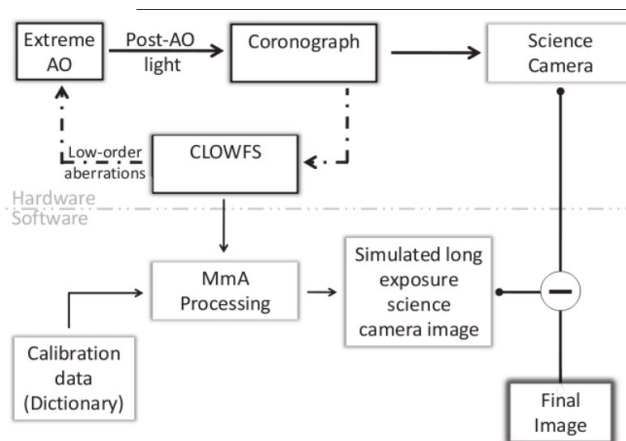 Extreme
AO
Post-AO
light
Coronograph
Science
Camera
Low-order
aberrations
CLOWFS
Hardware
Software
MmA
Processing
Simulated long
exposure
science
camera image
Calibration
data
(Dictionary)
Final
Image